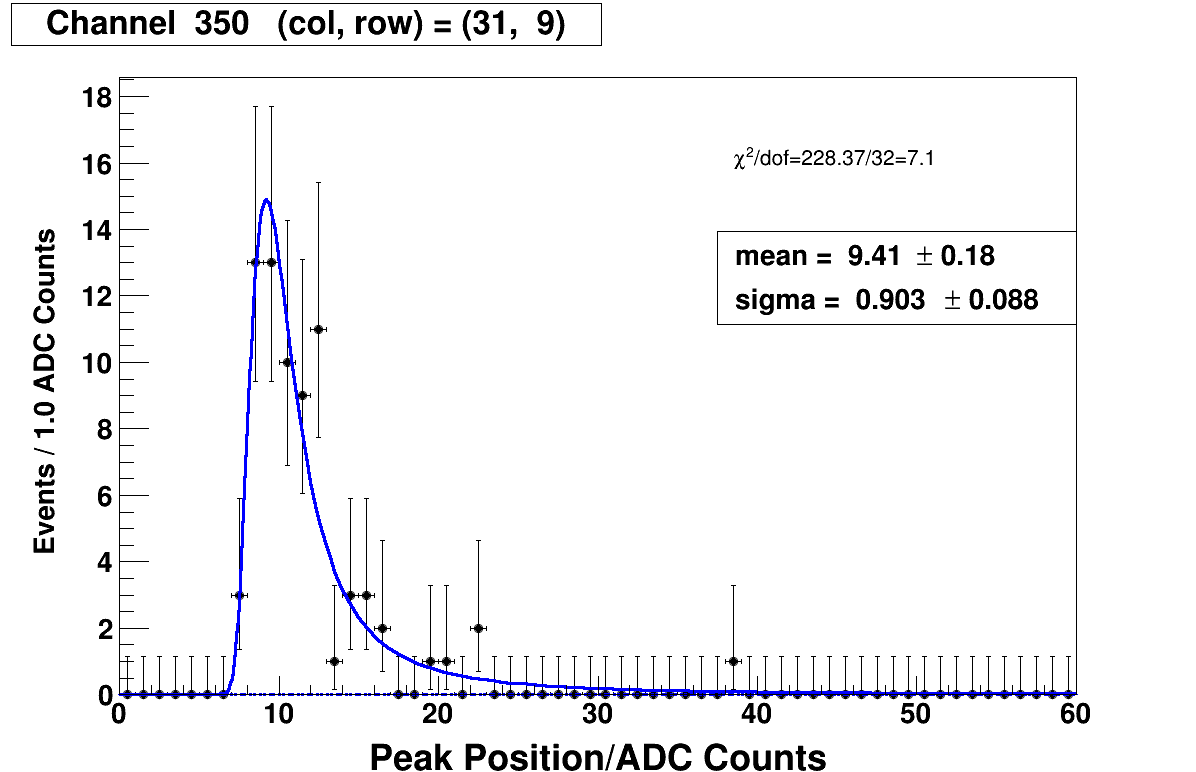 Channel 350 (col, row) = (31, 9)
18
16
14
12
10
8
6
4
2
0
Events / 1.0 ADC Counts
χ²/dof=228.37/32=7.1
mean = 9.41 ± 0.18
sigma = 0.903 ± 0.088
0 10 20 30 40 50 60
Peak Position/ADC Counts